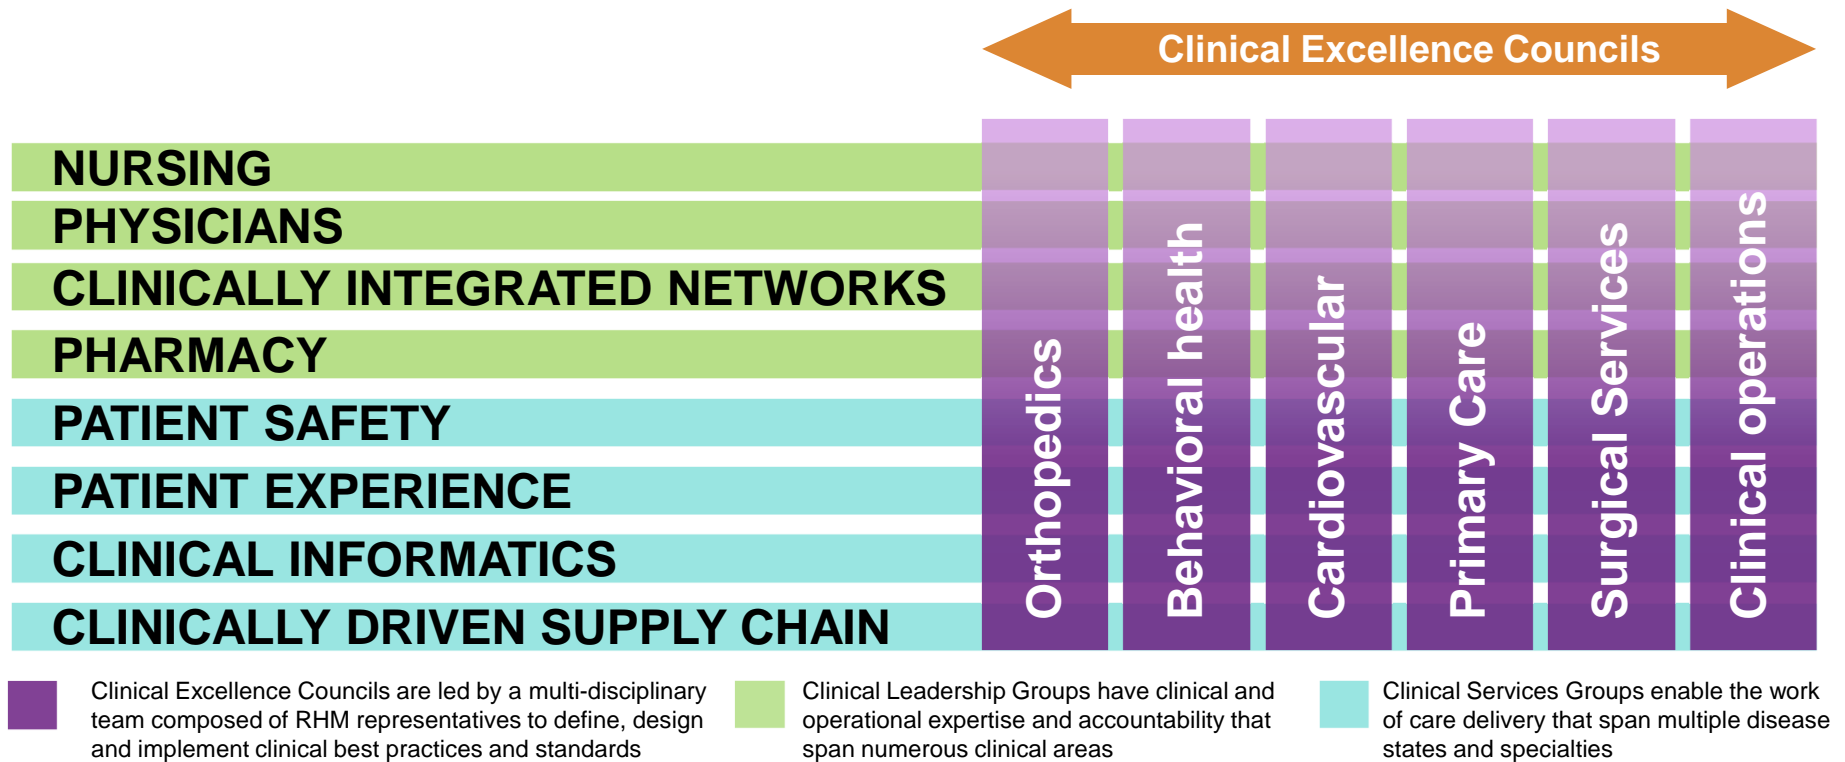 Clinical Excellence Councils
NURSING
PHYSICIANS
CLINICALLY INTEGRATED NETWORKS
PHARMACY
PATIENT SAFETY
PATIENT EXPERIENCE
CLINICAL INFORMATICS
CLINICALLY DRIVEN SUPPLY CHAIN
Orthopedics
Behavioral health
Cardiovascular
Primary Care
Surgical Services
Clinical operations
Clinical Excellence Councils are led by a multi-disciplinary
team composed of RHM representatives to define, design
and implement clinical best practices and standards
Clinical Leadership Groups have clinical and
operational expertise and accountability that
span numerous clinical areas
Clinical Services Groups enable the work
of care delivery that span multiple disease
states and specialties